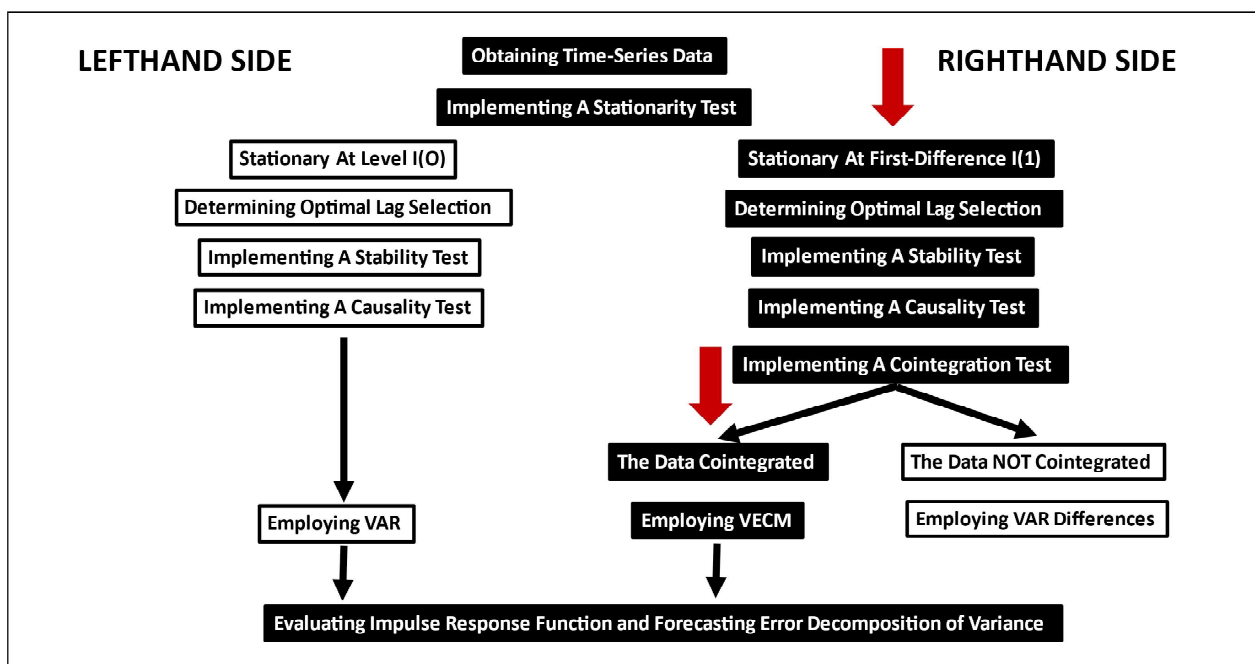 LEFTHAND SIDE
Obtaining Time-Series Data
RIGHTHAND SIDE
Implementing A Stationarity Test
Stationary At Level I(O)
Stationary At First-Difference I(1)
Determining Optimal Lag Selection
Determining Optimal Lag Selection
Implementing A Stability Test
Implementing A Stability Test
Implementing A Causality Test
Implementing A Causality Test
Implementing A Cointegration Test
The Data Cointegrated
The Data NOT Cointegrated
Employing VAR
Employing VECM
Employing VAR Differences
Evaluating Impulse Response Function and Forecasting Error Decomposition of Variance